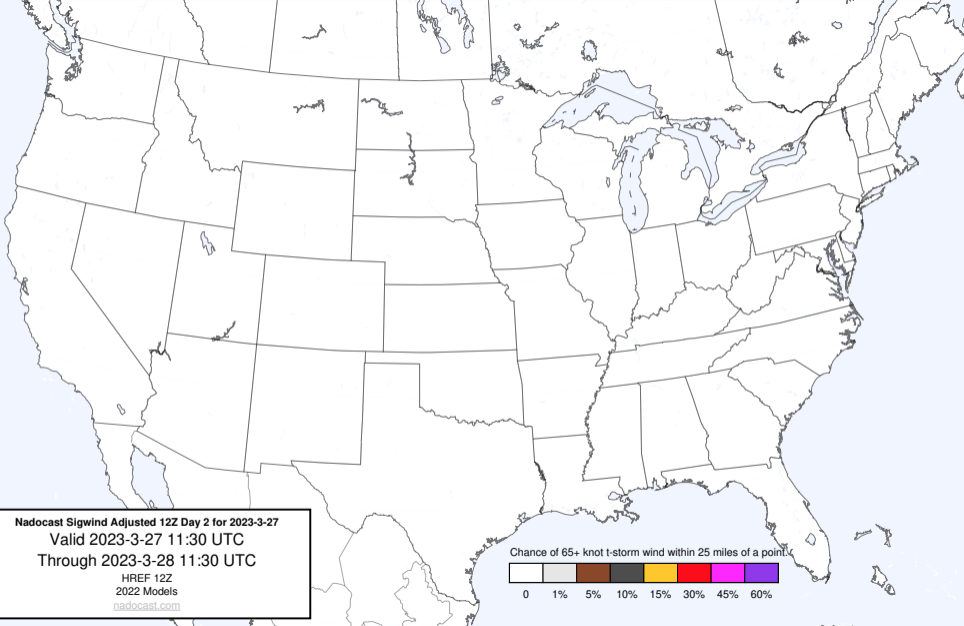 Nadocast Sigwind Adjusted 12Z Day 2 for 2023-3-27
Valid 2023-3-27 11:30 UTC
Through 2023-3-28 11:30 UTC
HREF 12Z
2022 Models
nadocast.com
Chance of 65+ knot t-storm wind within 25 miles of a point.
0 1% 5% 10% 15% 30% 45% 60%